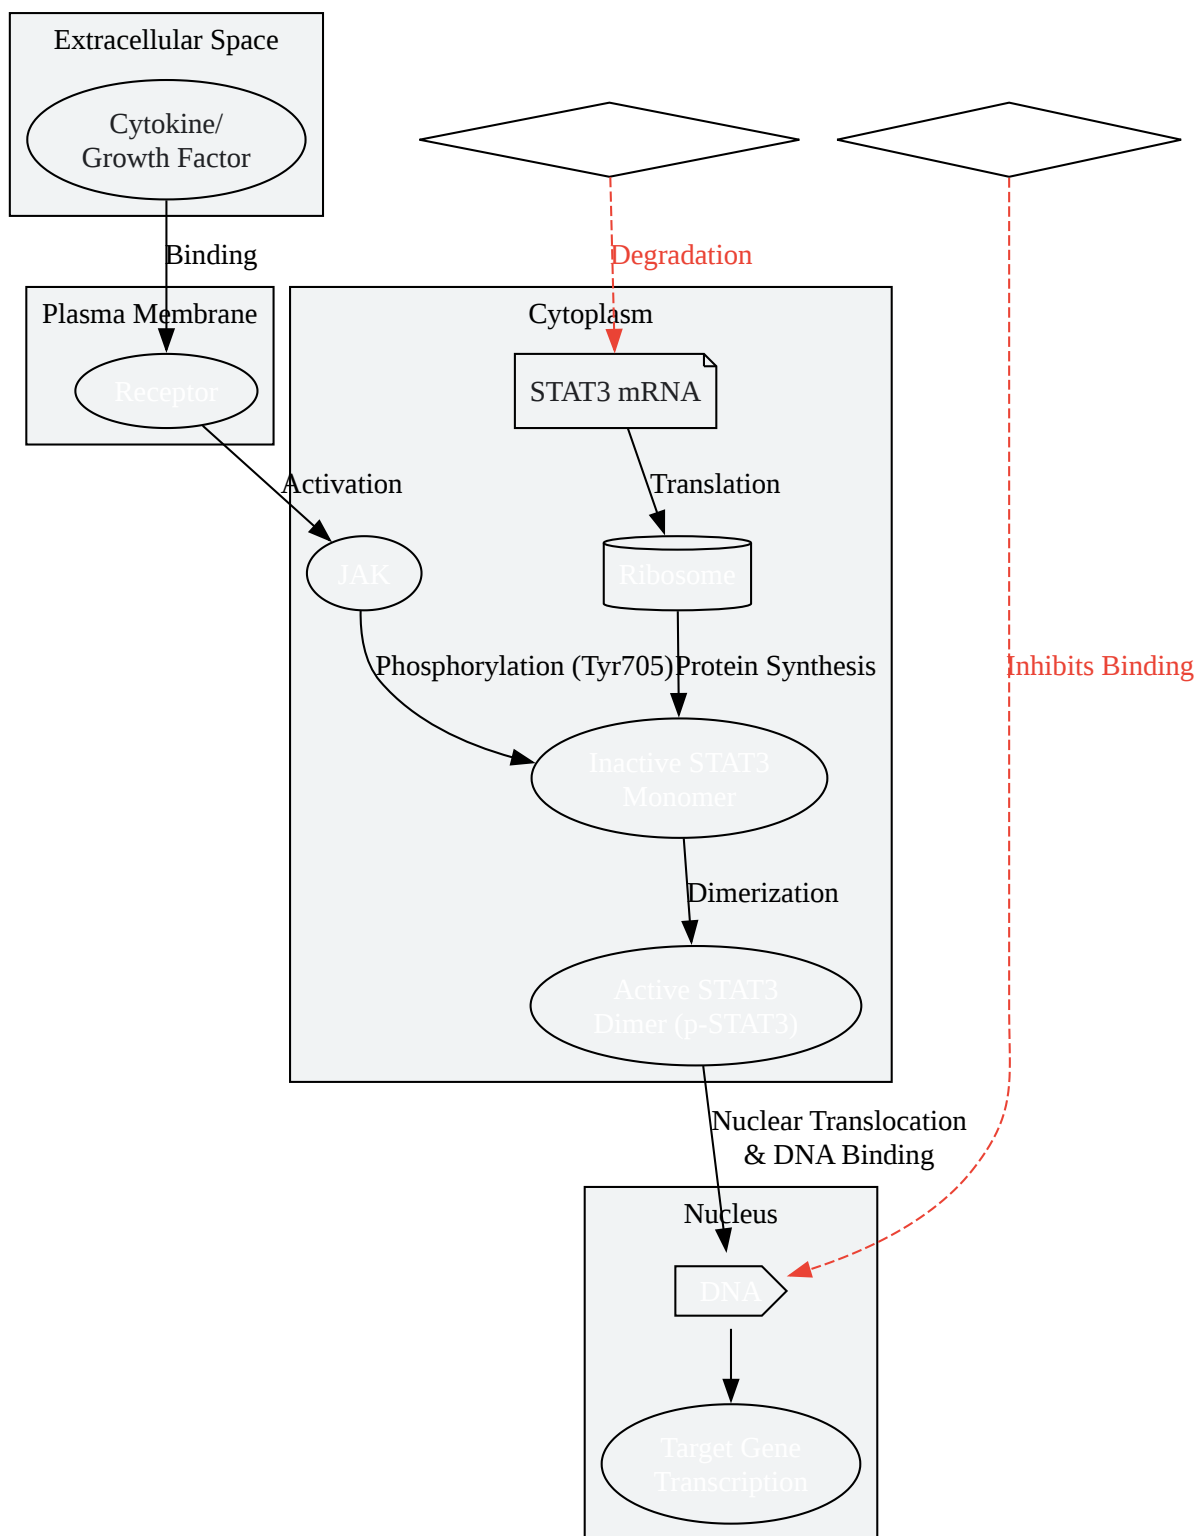 Extracellular Space
Cytokine/
Growth Factor
Binding
Degradation
Plasma Membrane
Cytoplasm
Receptor
STAT3 mRNA
Activation
Translation
JAK
Ribosome
Phosphorylation (Tyr705)
Protein Synthesis
Inhibits Binding
Inactive STAT3
Monomer
Dimerization
Active STAT3
Dimer (p-STAT3)
Nuclear Translocation
& DNA Binding
Nucleus
DNA
Target Gene
Transcription